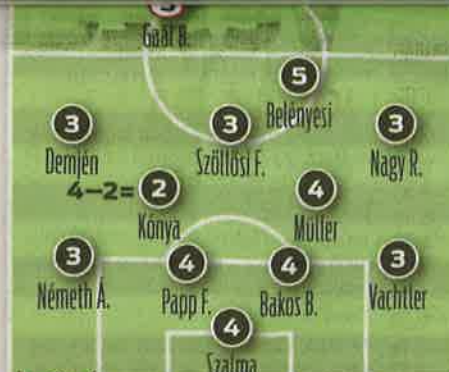 Gaál B.
5
Belényesi
3
Demjén
3
Szöllősi F.
3
Nagy R.
4–2=2
Kónya
4
Müller
3
Németh Á.
4
Papp F.
4
Bakos B.
3
Vachtler
4
Szalma